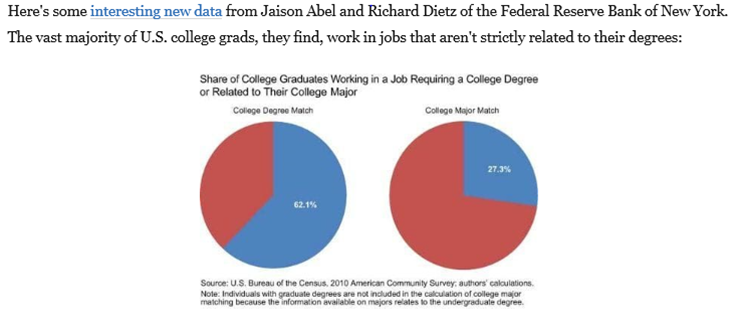 Here's some interesting new data from Jaison Abel and Richard Dietz of the Federal Reserve Bank of New York.
The vast majority of U.S. college grads, they find, work in jobs that aren't strictly related to their degrees:
Share of College Graduates Working in a Job Requiring a College Degree
or Related to Their College Major
College Degree Match
College Major Match
27.3%
62.1%
Source: U.S. Bureau of the Census, 2010 American Community Survey; authors' calculations.
Note: Individuals with graduate degrees are not included in the calculation of college major
matching because the information available on majors relates to the undergraduate degree.